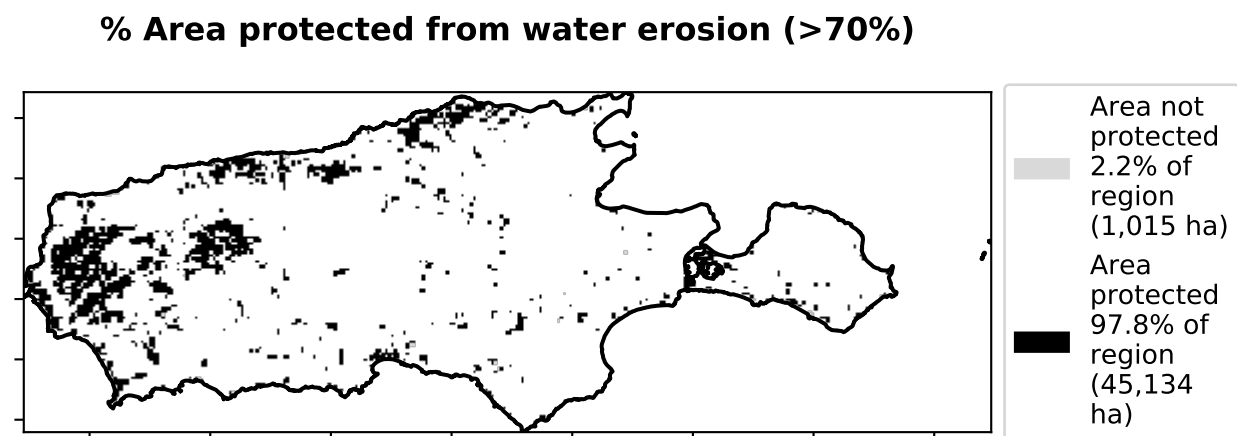 % Area protected from water erosion (>70%)
Area not
protected
2.2% of
region
(1,015 ha)
Area
protected
97.8% of
region
(45,134
ha)